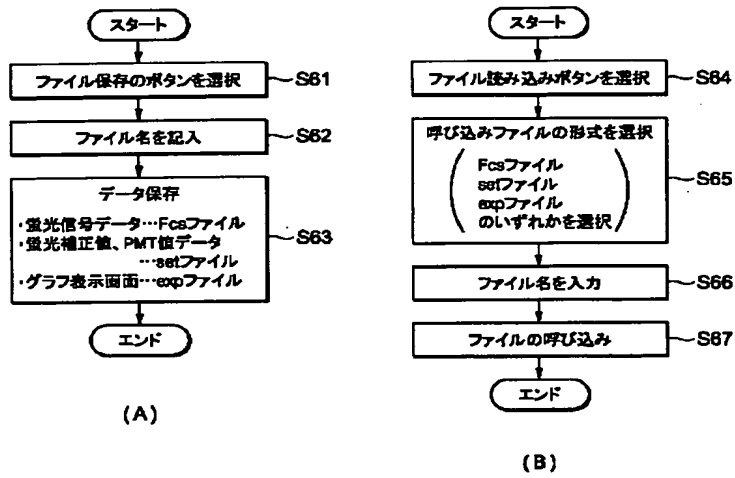 スタート
ファイル保存のボタンを選択
S61
ファイル名を記入
S62
データ保存
・蛍光信号データ…Fcsファイル
・蛍光補正値、PMT値データ
…setファイル
・グラフ表示画面…expファイル
S63
エンド
(A)
スタート
ファイル読み込みボタンを選択
S64
呼び込みファイルの形式を選択
Fcsファイル
setファイル
expファイル
のいずれかを選択
S65
ファイル名を入力
S66
ファイルの呼び込み
S67
エンド
(B)